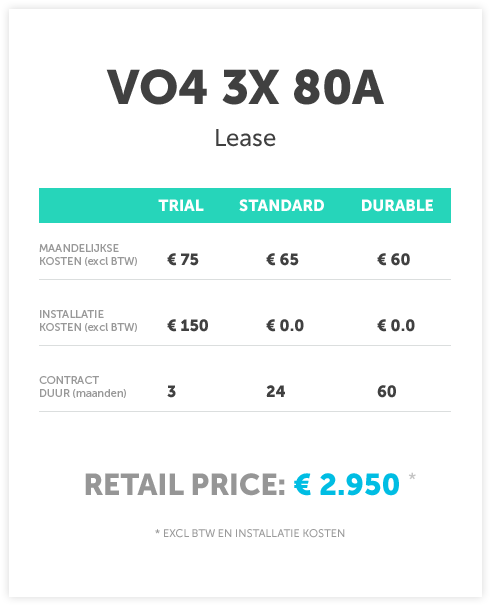 VO4 3X 80A
Lease
TRIAL STANDARD DURABLE
MAANDELIJKSE
KOSTEN (excl BTW) € 75 € 65 € 60
INSTALLATIE
KOSTEN (excl BTW) € 150 € 0.0 € 0.0
CONTRACT
DUUR (maanden) 3 24 60
RETAIL PRICE: € 2.950 *
* EXCL BTW EN INSTALLATIE KOSTEN